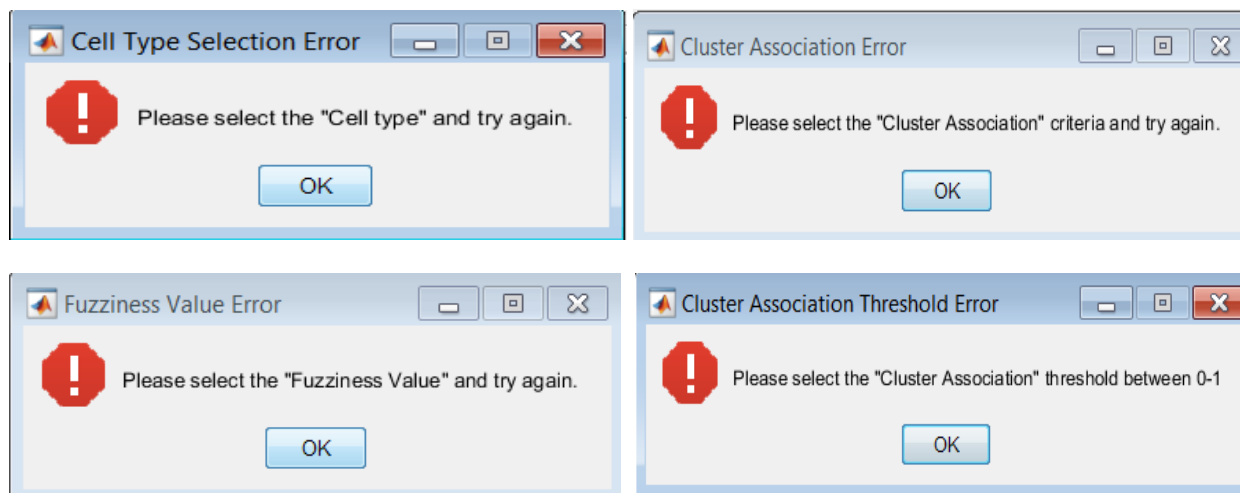 Cell Type Selection Error
Please select the "Cell type" and try again.
OK
Cluster Association Error
Please select the "Cluster Association" criteria and try again.
OK
Fuzziness Value Error
Please select the "Fuzziness Value" and try again.
OK
Cluster Association Threshold Error
Please select the "Cluster Association" threshold between 0-1
OK